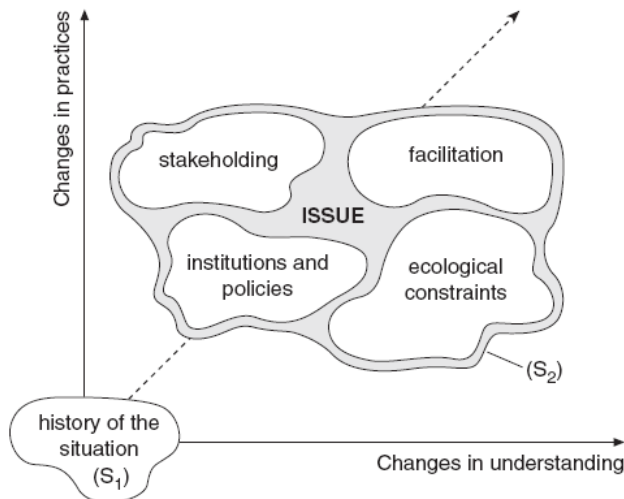 Changes in practices
stakeholding
facilitation
ISSUE
institutions and
policies
ecological
constraints
(S₂)
history of the
situation
(S₁)
Changes in understanding